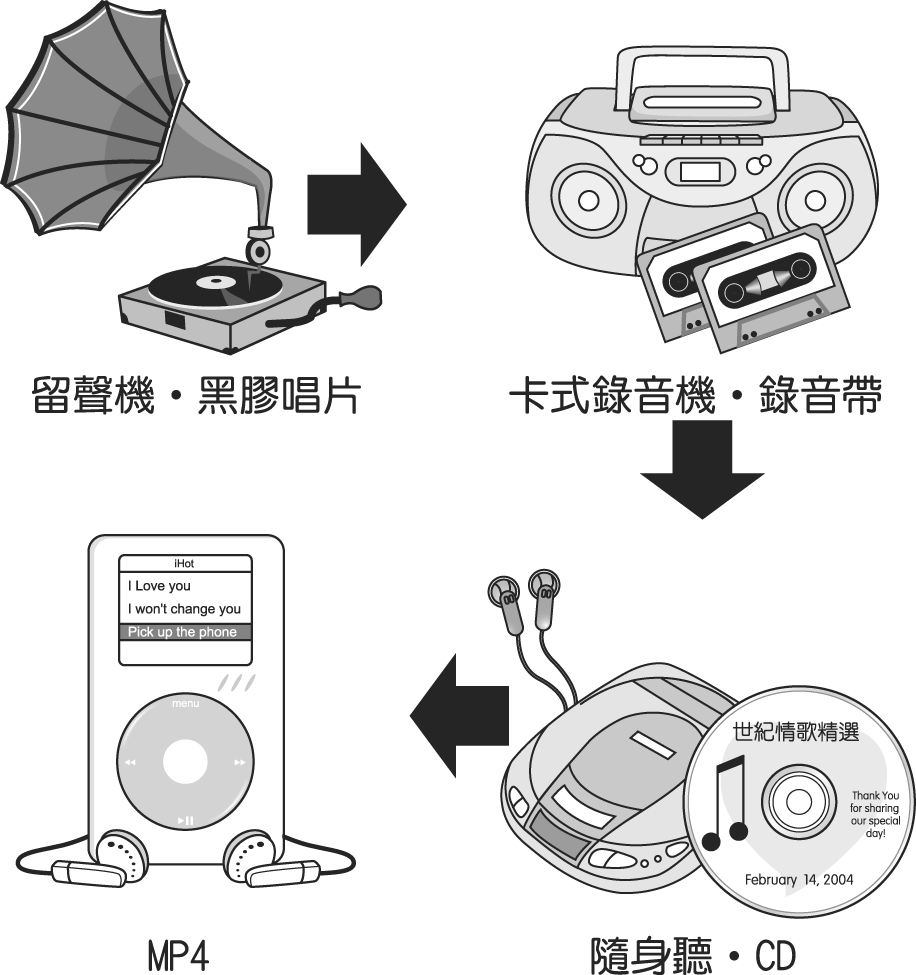 留聲機・黑膠唱片
卡式錄音機・錄音帶
iHot
I Love you
I won't change you
Pick up the phone
menu
世紀情歌精選
Thank You
for sharing
our special
day!
February 14, 2004
MP4
隨身聽・CD